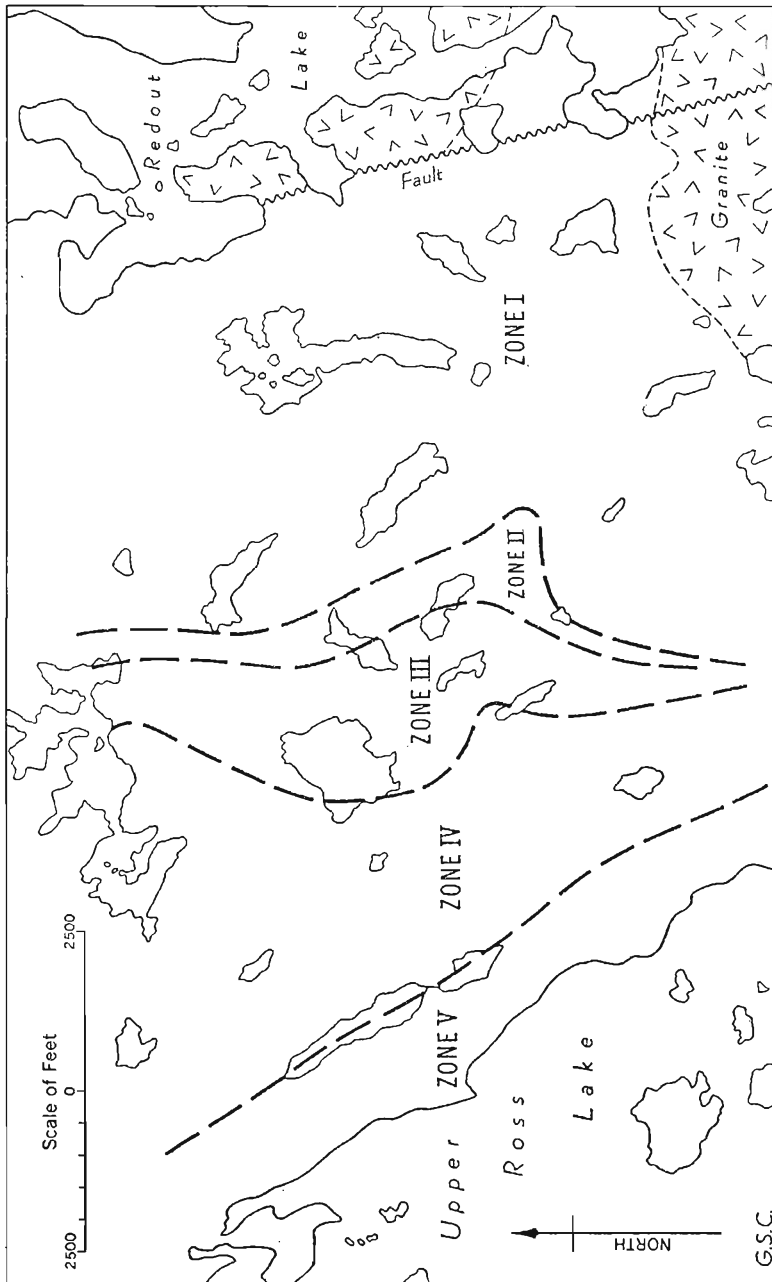 Redout
Lake
Fault
Granite
ZONE I
ZONE II
ZONE III
ZONE IV
ZONE V
Scale of Feet
2500 0 2500
Upper
Ross
Lake
NORTH
G.S.C.